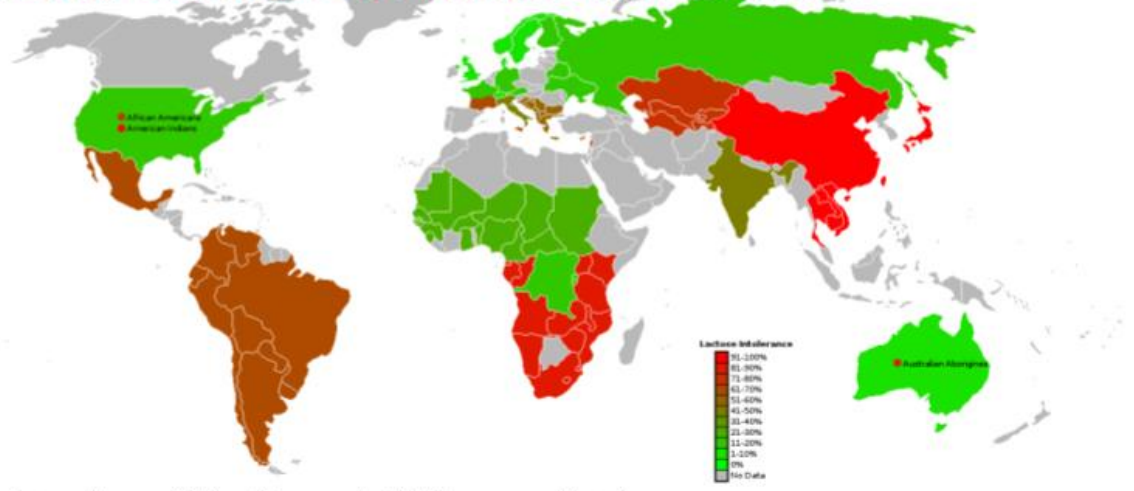 African Americans
American Indians
Australian Aborigines
Lactose Intolerance
91-100%
81-90%
71-80%
61-70%
51-60%
41-50%
31-40%
21-30%
11-20%
1-10%
0%
No Data